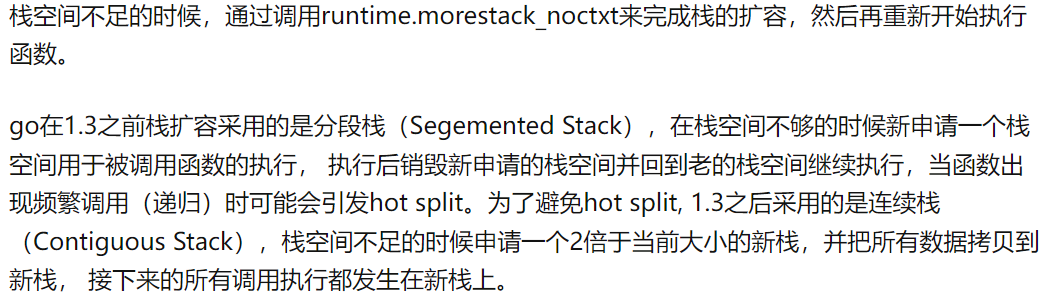 栈空间不足的时候，通过调用runtime.morestack_noctxt来完成栈的扩容，然后再重新开始执行
函数。
go在1.3之前栈扩容采用的是分段栈（Segemented Stack），在栈空间不够的时候新申请一个栈
空间用于被调用函数的执行， 执行后销毁新申请的栈空间并回到老的栈空间继续执行，当函数出
现频繁调用（递归）时可能会引发hot split。为了避免hot split, 1.3之后采用的是连续栈
（Contiguous Stack），栈空间不足的时候申请一个2倍于当前大小的新栈，并把所有数据拷贝到
新栈， 接下来的所有调用执行都发生在新栈上。